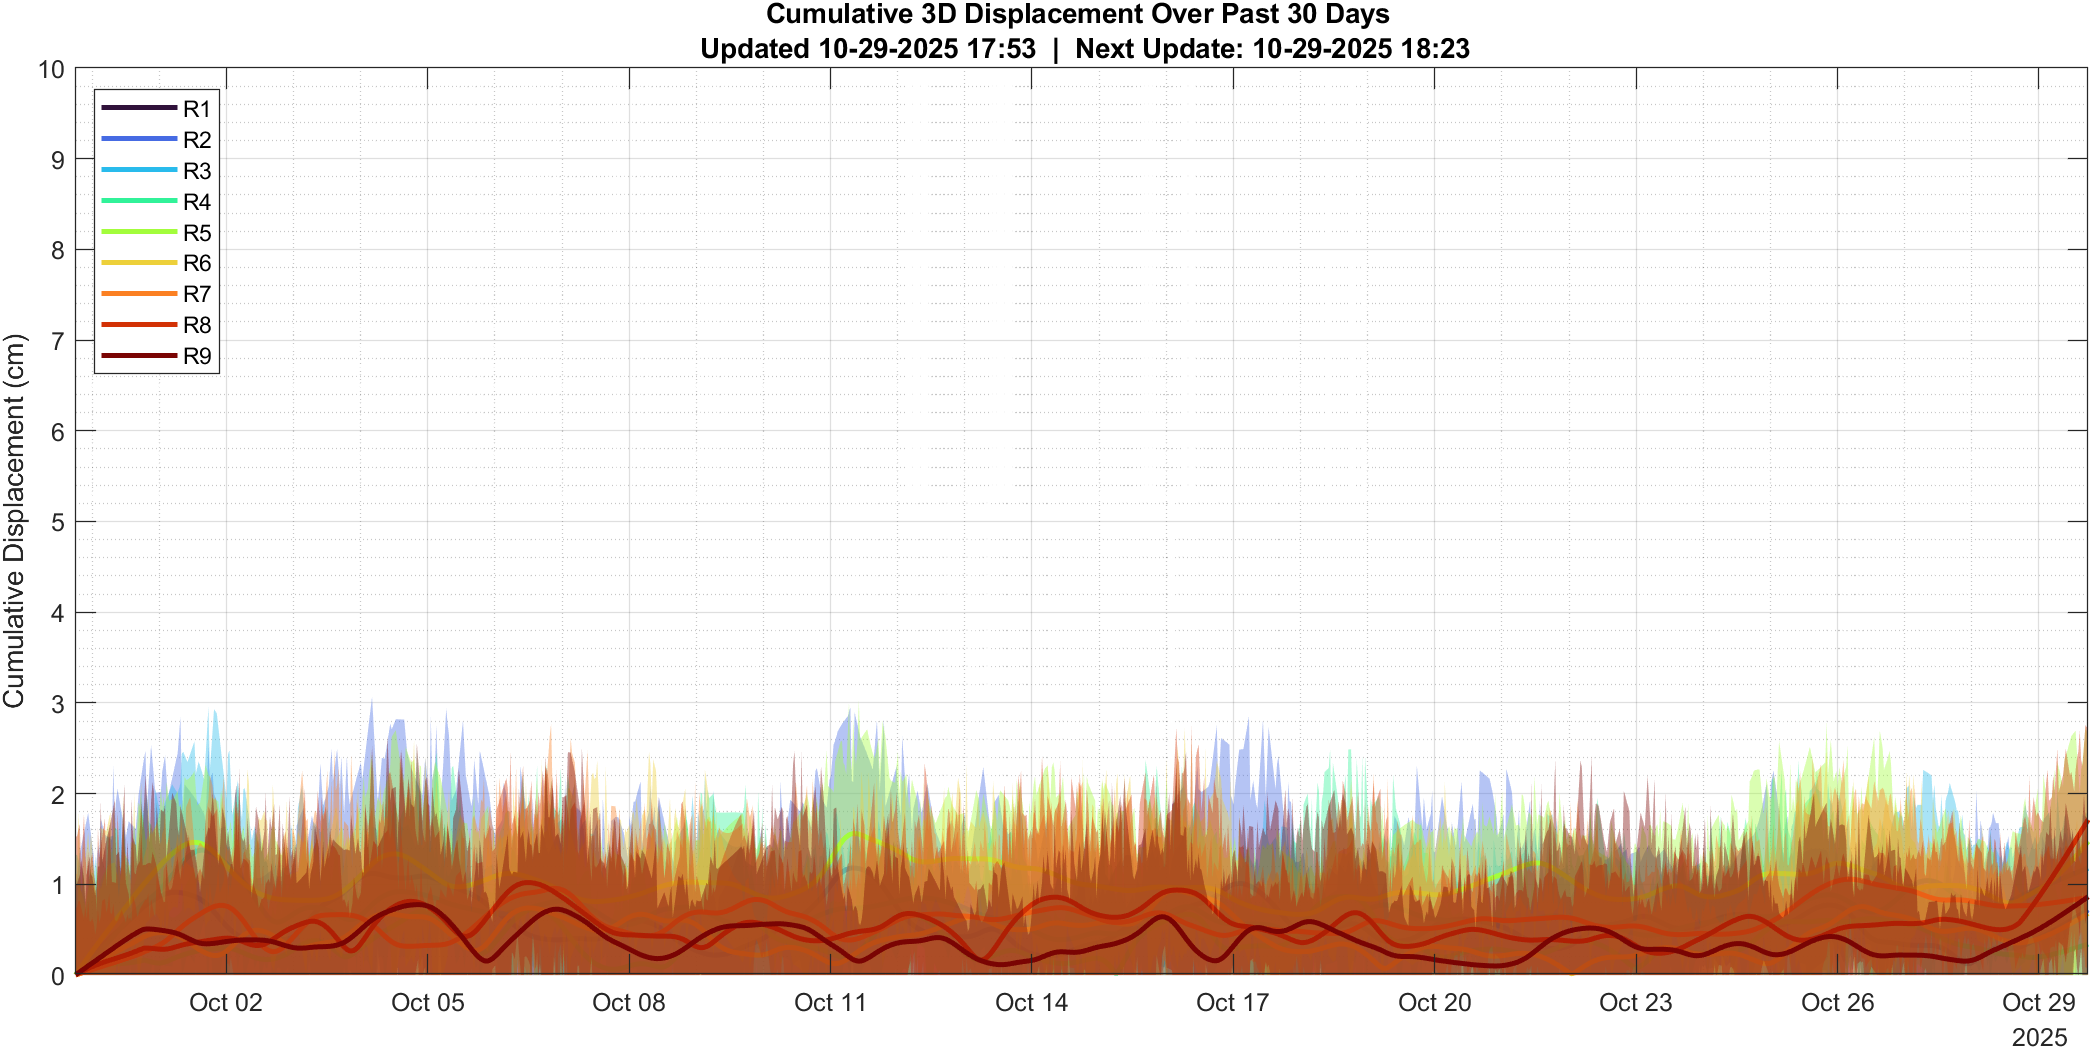 Cumulative 3D Displacement Over Past 30 Days
Updated 10-29-2025 17:53 | Next Update: 10-29-2025 18:23
10
9
8
7
6
5
4
3
2
1
0
Cumulative Displacement (cm)
R1
R2
R3
R4
R5
R6
R7
R8
R9
Oct 02
Oct 05
Oct 08
Oct 11
Oct 14
Oct 17
Oct 20
Oct 23
Oct 26
Oct 29
2025